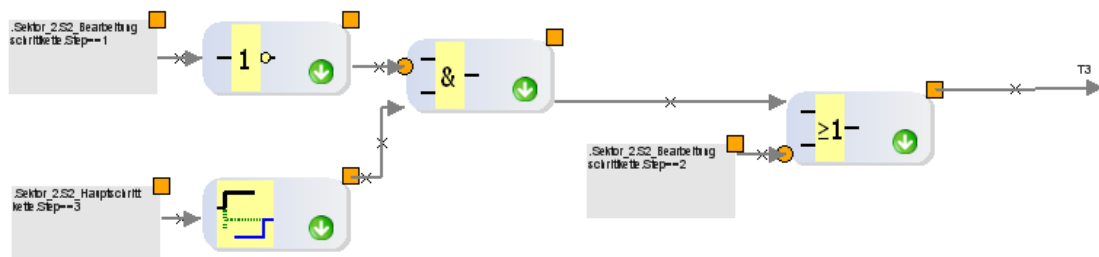 .Sektor_2.S2_Bearbeitung
schrittkette.Step==1
1
&
T3
≥1
.Sektor_2.S2_Bearbeitung
schrittkette.Step==2
.Sektor_2.S2_Hauptschritt
kette.Step==3